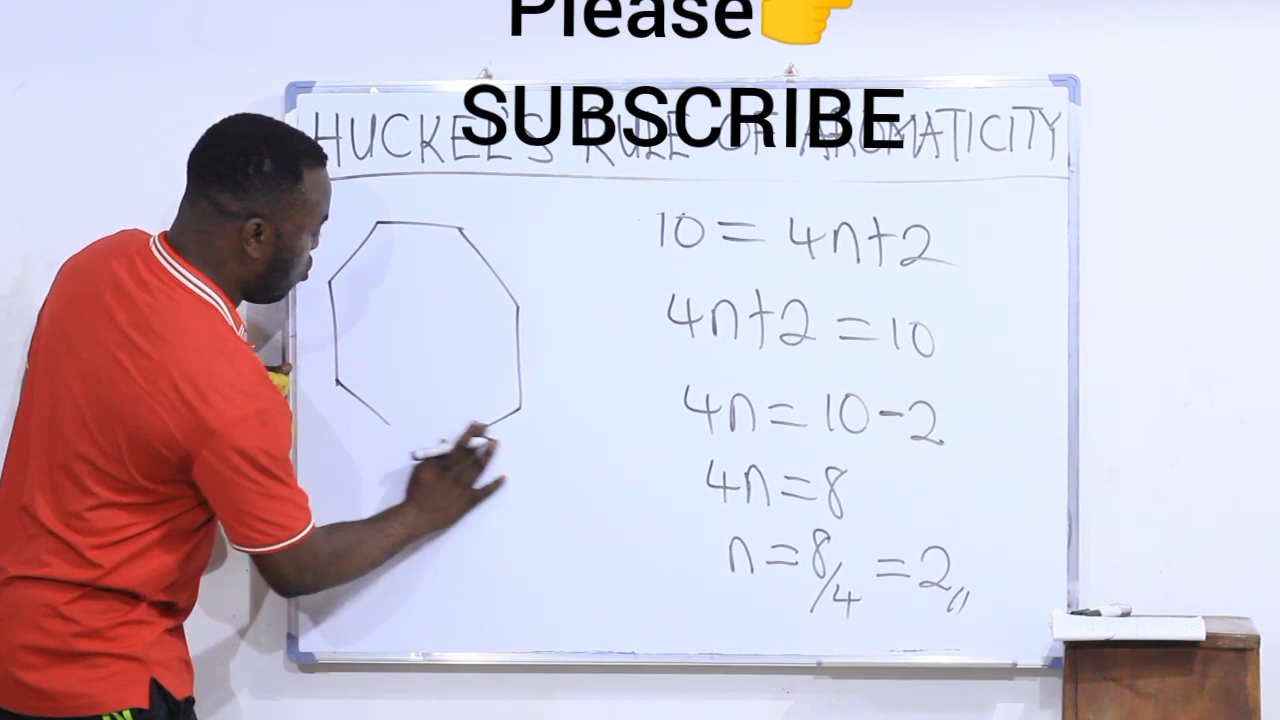 Please👉
SUBSCRIBE
HUCKEL'S RULE OF AROMATICITY
10 = 4n+2
4n+2 = 10
4n = 10-2
4n = 8
n = 8/4 = 2,,